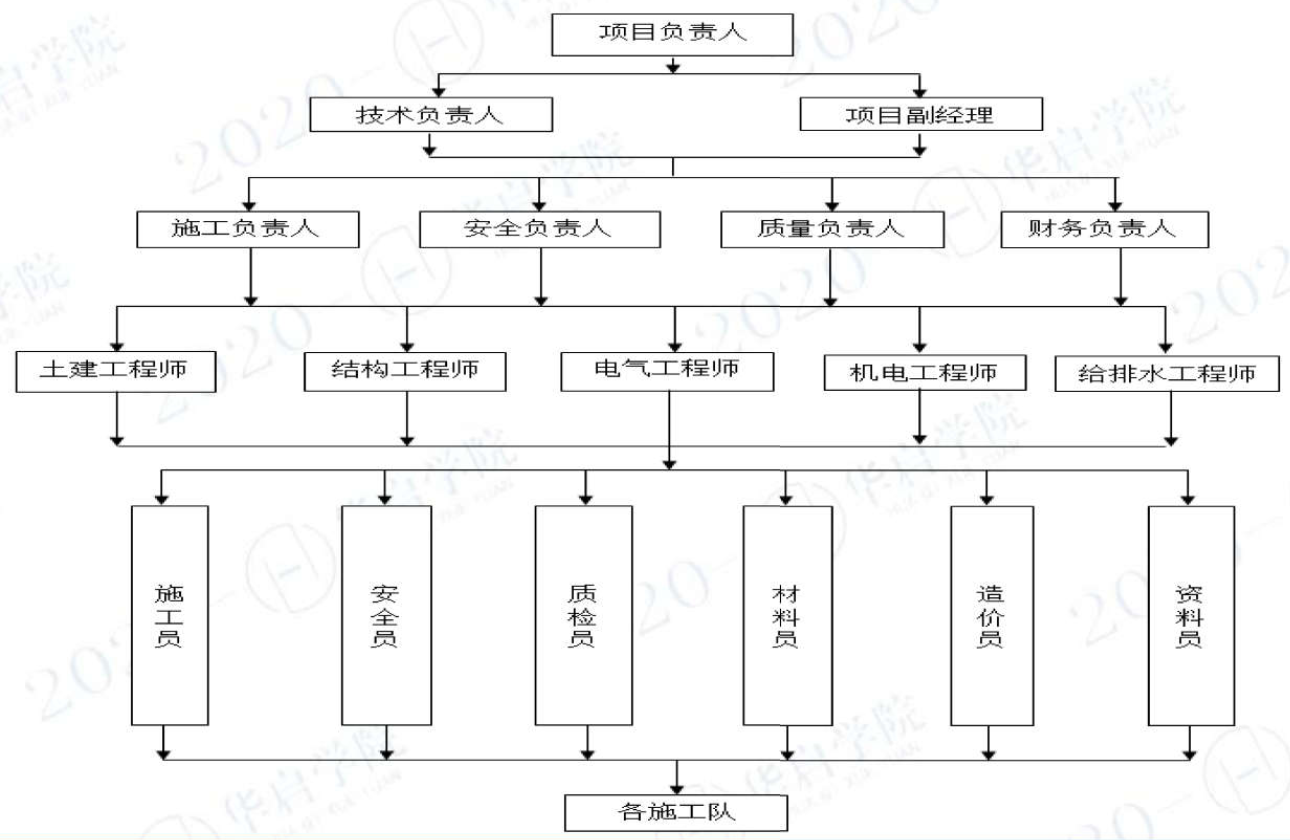 项目负责人
技术负责人
项目副经理
施工负责人
安全负责人
质量负责人
财务负责人
土建工程师
结构工程师
电气工程师
机电工程师
给排水工程师
施工员
安全员
质检员
材料员
造价员
资料员
各施工队
2020
华启学院